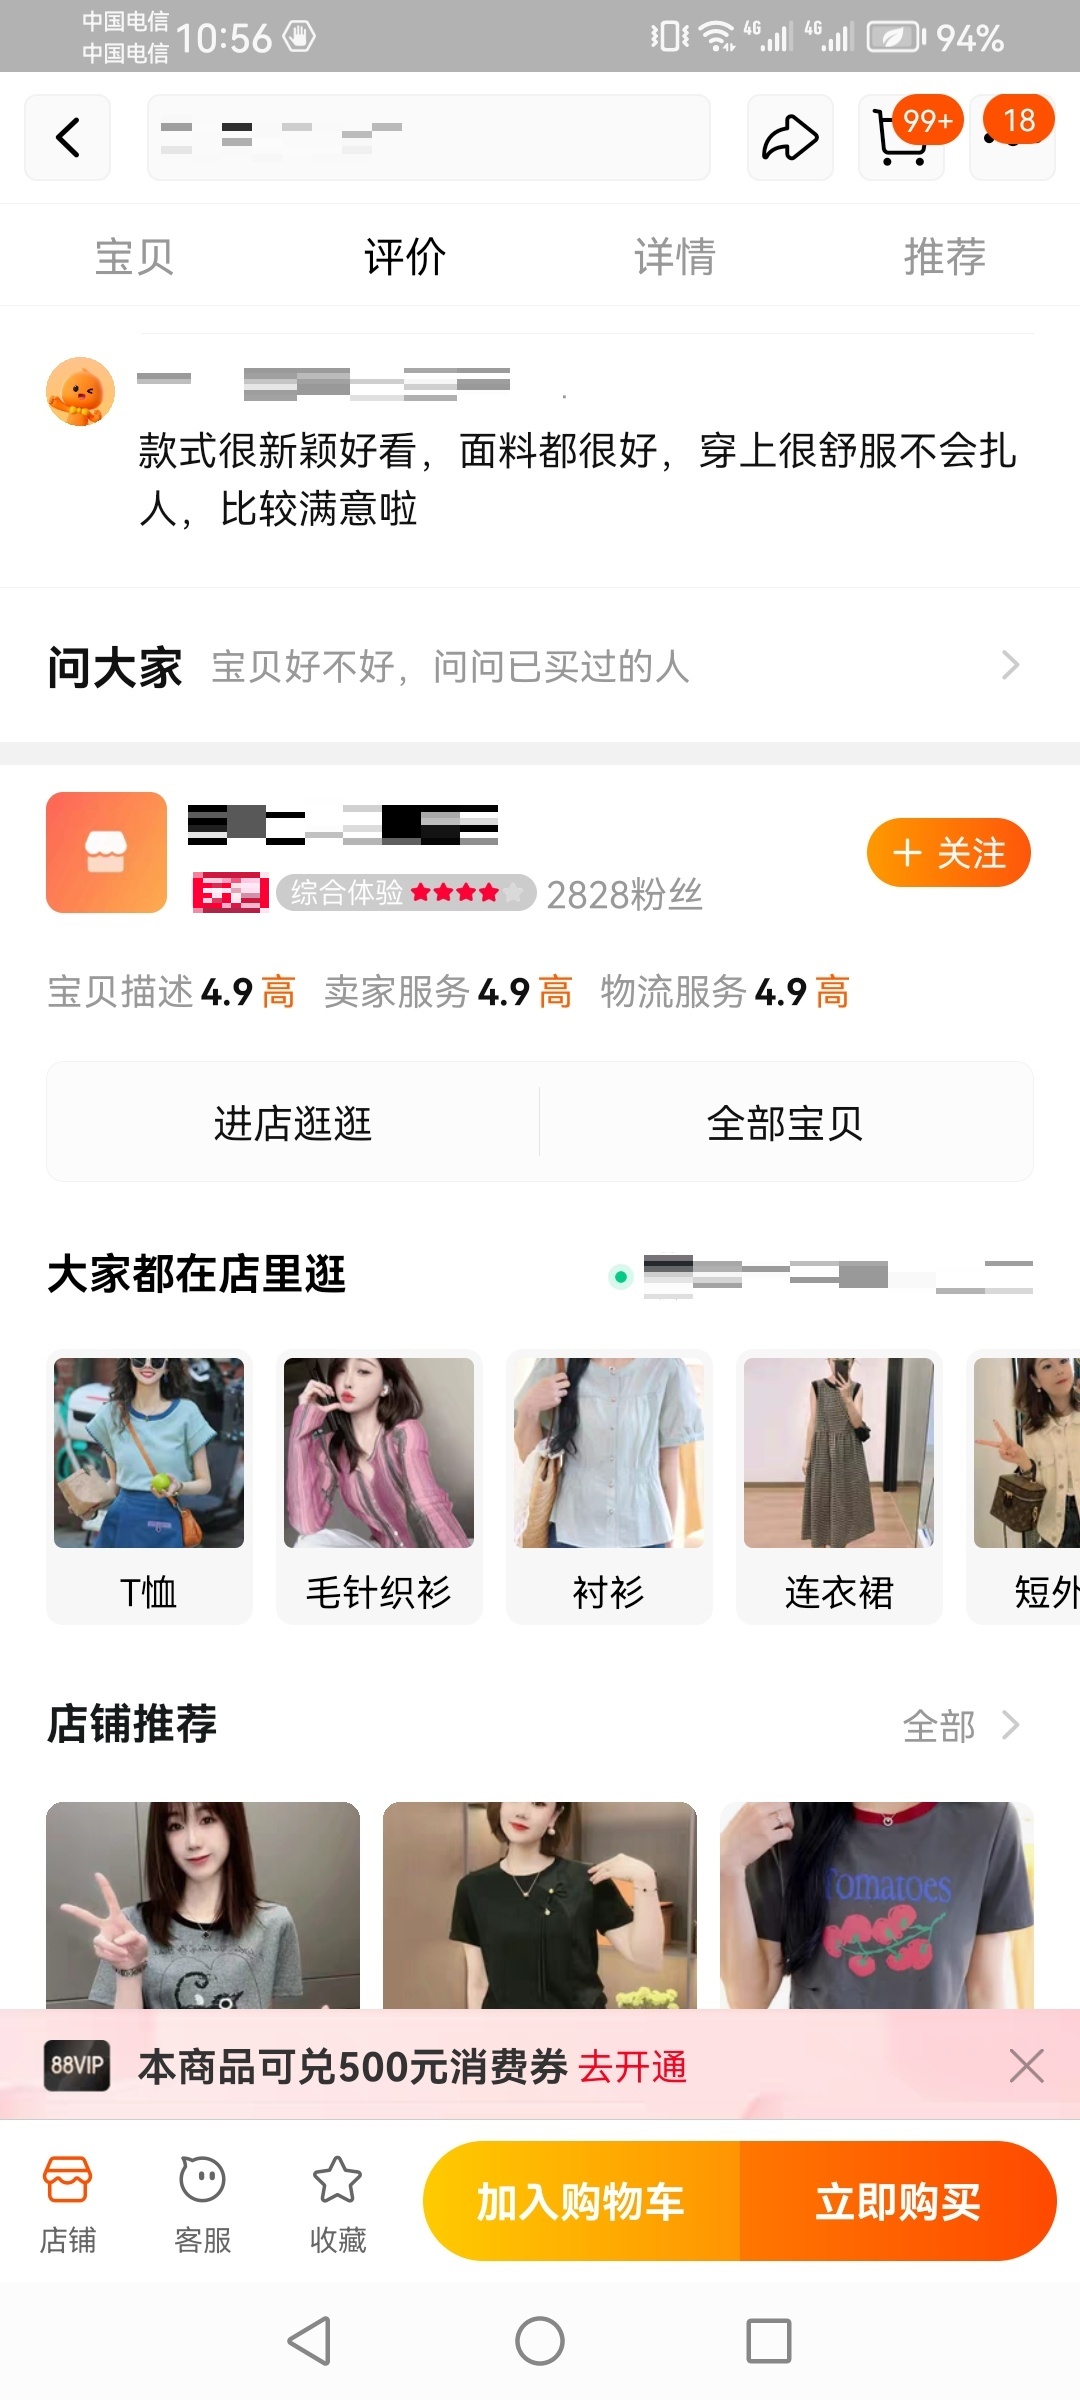 中国电信
中国电信
10:56
4G
4G
94%
99+
18
宝贝
评价
详情
推荐
款式很新颖好看，面料都很好，穿上很舒服不会扎
人，比较满意啦
问大家 宝贝好不好，问问已买过的人
综合体验 2828粉丝
+ 关注
宝贝描述 4.9 高 卖家服务 4.9 高 物流服务 4.9 高
进店逛逛
全部宝贝
大家都在店里逛
T恤
毛针织衫
衬衫
连衣裙
短外
店铺推荐
全部
Tomatoes
88VIP 本商品可兑500元消费券 去开通
店铺
客服
收藏
加入购物车
立即购买